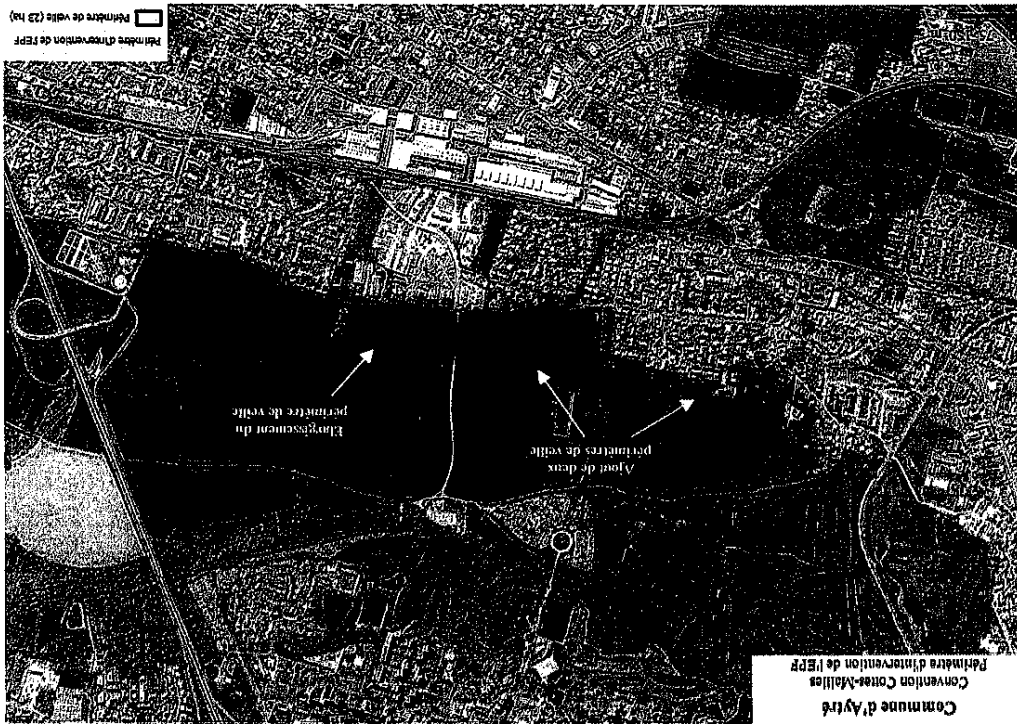 Commune d'Aytré
Convention Cottes-Mailles
Périmètre d'intervention de l'EPF
Ajout de deux
périmètres de veille
Elargissement du
périmètre de veille
Périmètre d'intervention de l'EPF
Périmètre de veille (23 ha)